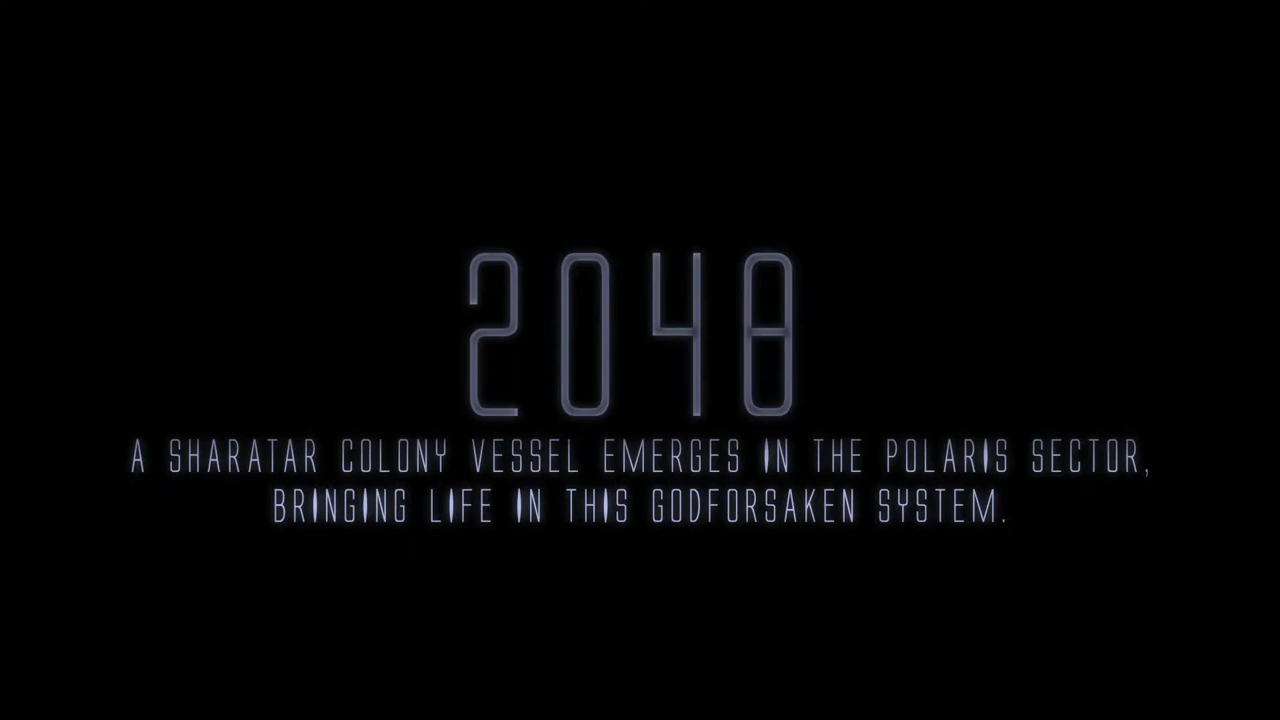 2048
A SHARATAR COLONY VESSEL EMERGES IN THE POLARIS SECTOR,
BRINGING LIFE IN THIS GODFORSAKEN SYSTEM.